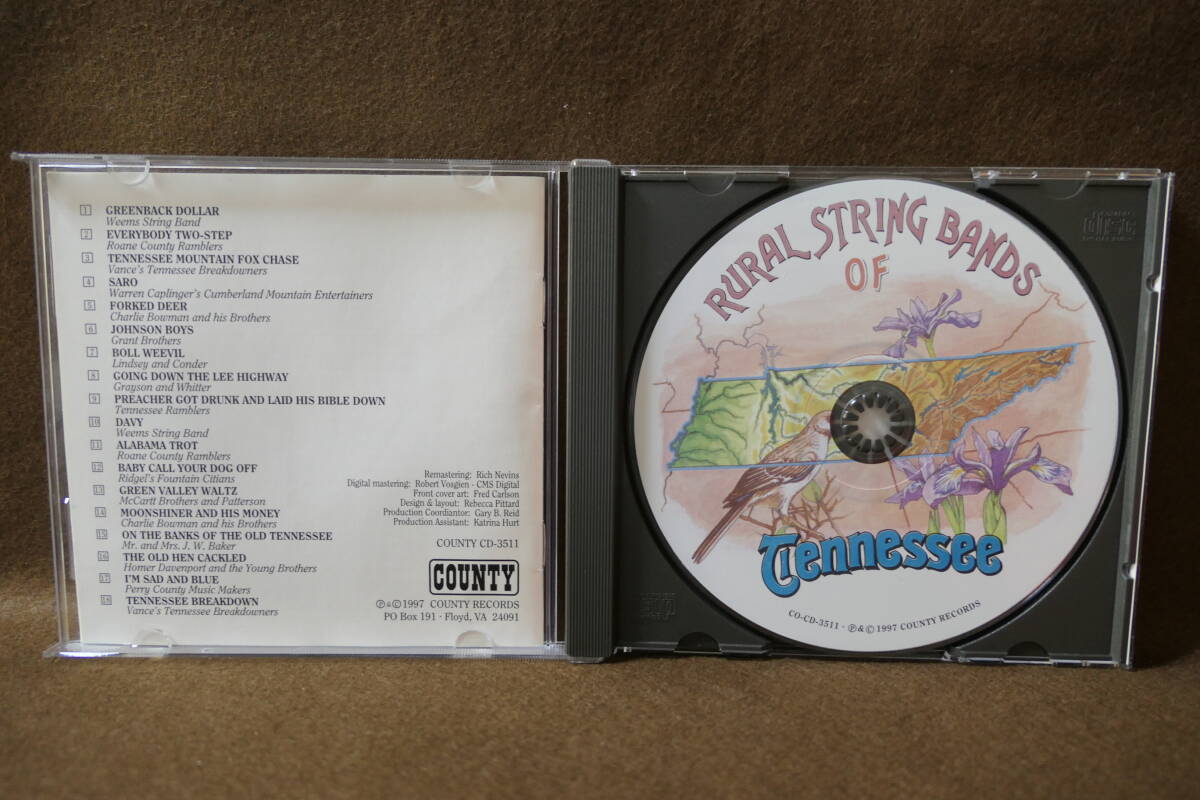 1 GREENBACK DOLLAR
Weems String Band
2 EVERYBODY TWO-STEP
Roane County Ramblers
3 TENNESSEE MOUNTAIN FOX CHASE
Vance's Tennessee Breakdowners
4 SARO
Warren Caplinger's Cumberland Mountain Entertainers
5 FORKED DEER
Charlie Bowman and his Brothers
6 JOHNSON BOYS
Grant Brothers
7 BOLL WEEVIL
Lindsey and Conder
8 GOING DOWN THE LEE HIGHWAY
Grayson and Whitter
9 PREACHER GOT DRUNK AND LAID HIS BIBLE DOWN
Tennessee Ramblers
10 DAVY
Weems String Band
11 ALABAMA TROT
Roane County Ramblers
12 BABY CALL YOUR DOG OFF
Ridgel's Fountain Citians
13 GREEN VALLEY WALTZ
McCartt Brothers and Patterson
14 MOONSHINER AND HIS MONEY
Charlie Bowman and his Brothers
15 ON THE BANKS OF THE OLD TENNESSEE
Mr. and Mrs. J. W. Baker
16 THE OLD HEN CACKLED
Homer Davenport and the Young Brothers
17 I'M SAD AND BLUE
Perry County Music Makers
18 TENNESSEE BREAKDOWN
Vance's Tennessee Breakdowners
Remastering: Rich Nevins
Digital mastering: Robert Vosgien - CMS Digital
Front cover art: Fred Carlson
Design & layout: Rebecca Pittard
Production Coordiantor: Gary B. Reid
Production Assistant: Katrina Hurt
COUNTY CD-3511
COUNTY
℗&© 1997 COUNTY RECORDS
PO Box 191 · Floyd, VA 24091
RURAL STRING BANDS
OF
Tennessee
CO-CD-3511 · ℗&© 1997 COUNTY RECORDS